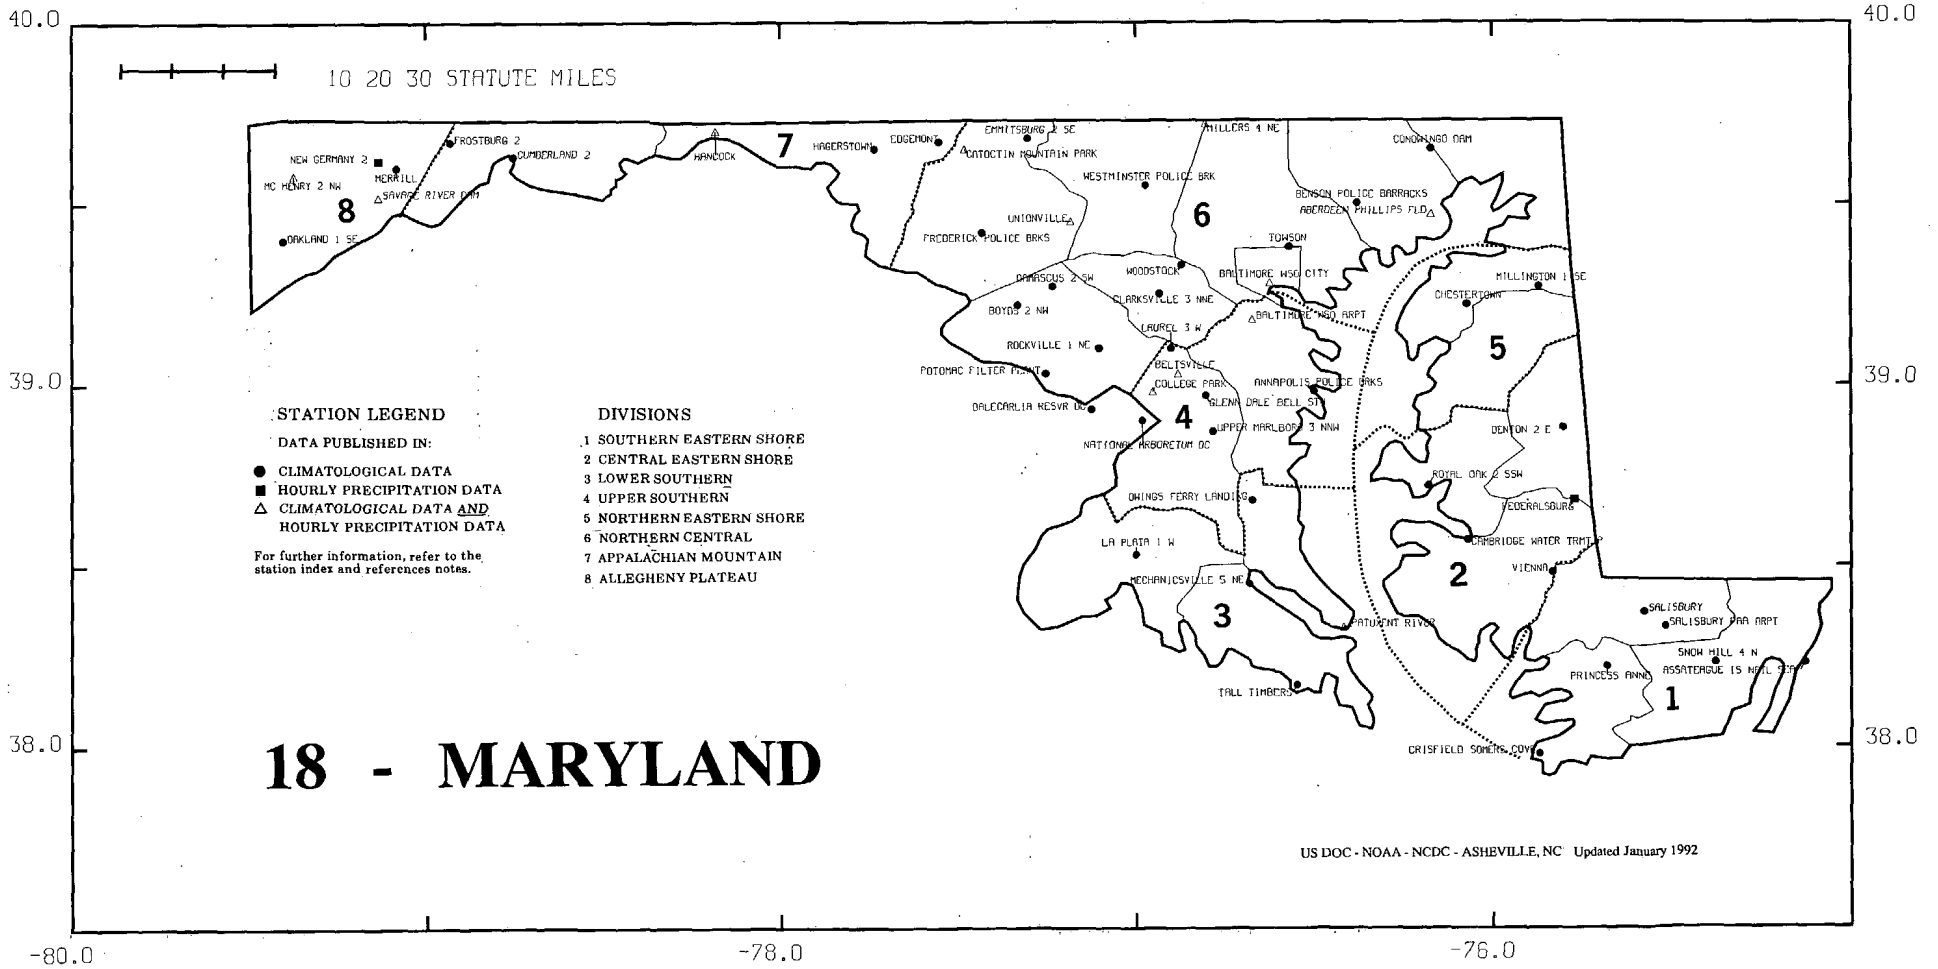 40.0
40.0
10 20 30 STATUTE MILES
FROSTBURG 2
NEW GERMANY 2
CUMBERLAND 2
MERRILL
MC HENRY 2 NW
SAVAGE RIVER DAM
8
OAKLAND 1 SE
HANCOCK
7
HAGERSTOWN
EDGEMONT
EMMITSBURG 2 SE
CATOCTIN MOUNTAIN PARK
MILLERS 4 NE
CONOWINGO DAM
WESTMINSTER POLICE BRK
BENSON POLICE BARRACKS
ABERDEEN PHILLIPS FLD
6
UNIONVILLE
FREDERICK POLICE BRKS
TOWSON
WOODSTOCK
BALTIMORE WSO CITY
DAMASCUS 2 SW
CLARKSVILLE 3 NNE
BOYDS 2 NW
BALTIMORE WSO ARPT
LAUREL 3 W
MILLINGTON 1 SE
CHESTERTOWN
5
ROCKVILLE 1 NE
POTOMAC FILTER PLANT
BELTSVILLE
COLLEGE PARK
ANNAPOLIS POLICE BRKS
DALECARLIA RESVR DC
GLENN DALE BELL STN
4
UPPER MARLBORO 3 NNW
NATIONAL ARBORETUM DC
DENTON 2 E
ROYAL OAK 2 SSW
39.0
39.0
OWINGS FERRY LANDING
FEDERALSBURG
LA PLATA 1 W
CAMBRIDGE WATER TRMT P
MECHANICSVILLE 5 NE
VIENNA
2
3
PATUXENT RIVER
SALISBURY
SALISBURY FAA ARPT
SNOW HILL 4 N
ASSATEAGUE IS NATL SEA
PRINCESS ANNE
1
TALL TIMBERS
CRISFIELD SOMERS COVE
STATION LEGEND
DATA PUBLISHED IN:
CLIMATOLOGICAL DATA
HOURLY PRECIPITATION DATA
CLIMATOLOGICAL DATA AND
HOURLY PRECIPITATION DATA
For further information, refer to the
station index and references notes.
DIVISIONS
1 SOUTHERN EASTERN SHORE
2 CENTRAL EASTERN SHORE
3 LOWER SOUTHERN
4 UPPER SOUTHERN
5 NORTHERN EASTERN SHORE
6 NORTHERN CENTRAL
7 APPALACHIAN MOUNTAIN
8 ALLEGHENY PLATEAU
38.0
38.0
18 - MARYLAND
US DOC - NOAA - NCDC - ASHEVILLE, NC Updated January 1992
-80.0
-78.0
-76.0